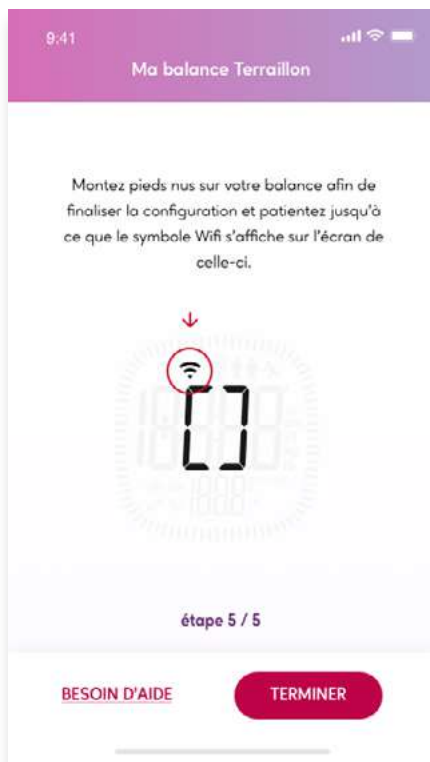 9:41
Ma balance Terraillon
Montez pieds nus sur votre balance afin de
finaliser la configuration et patientez jusqu'à
ce que le symbole Wifi s'affiche sur l'écran de
celle-ci.
étape 5 / 5
BESOIN D'AIDE
TERMINER